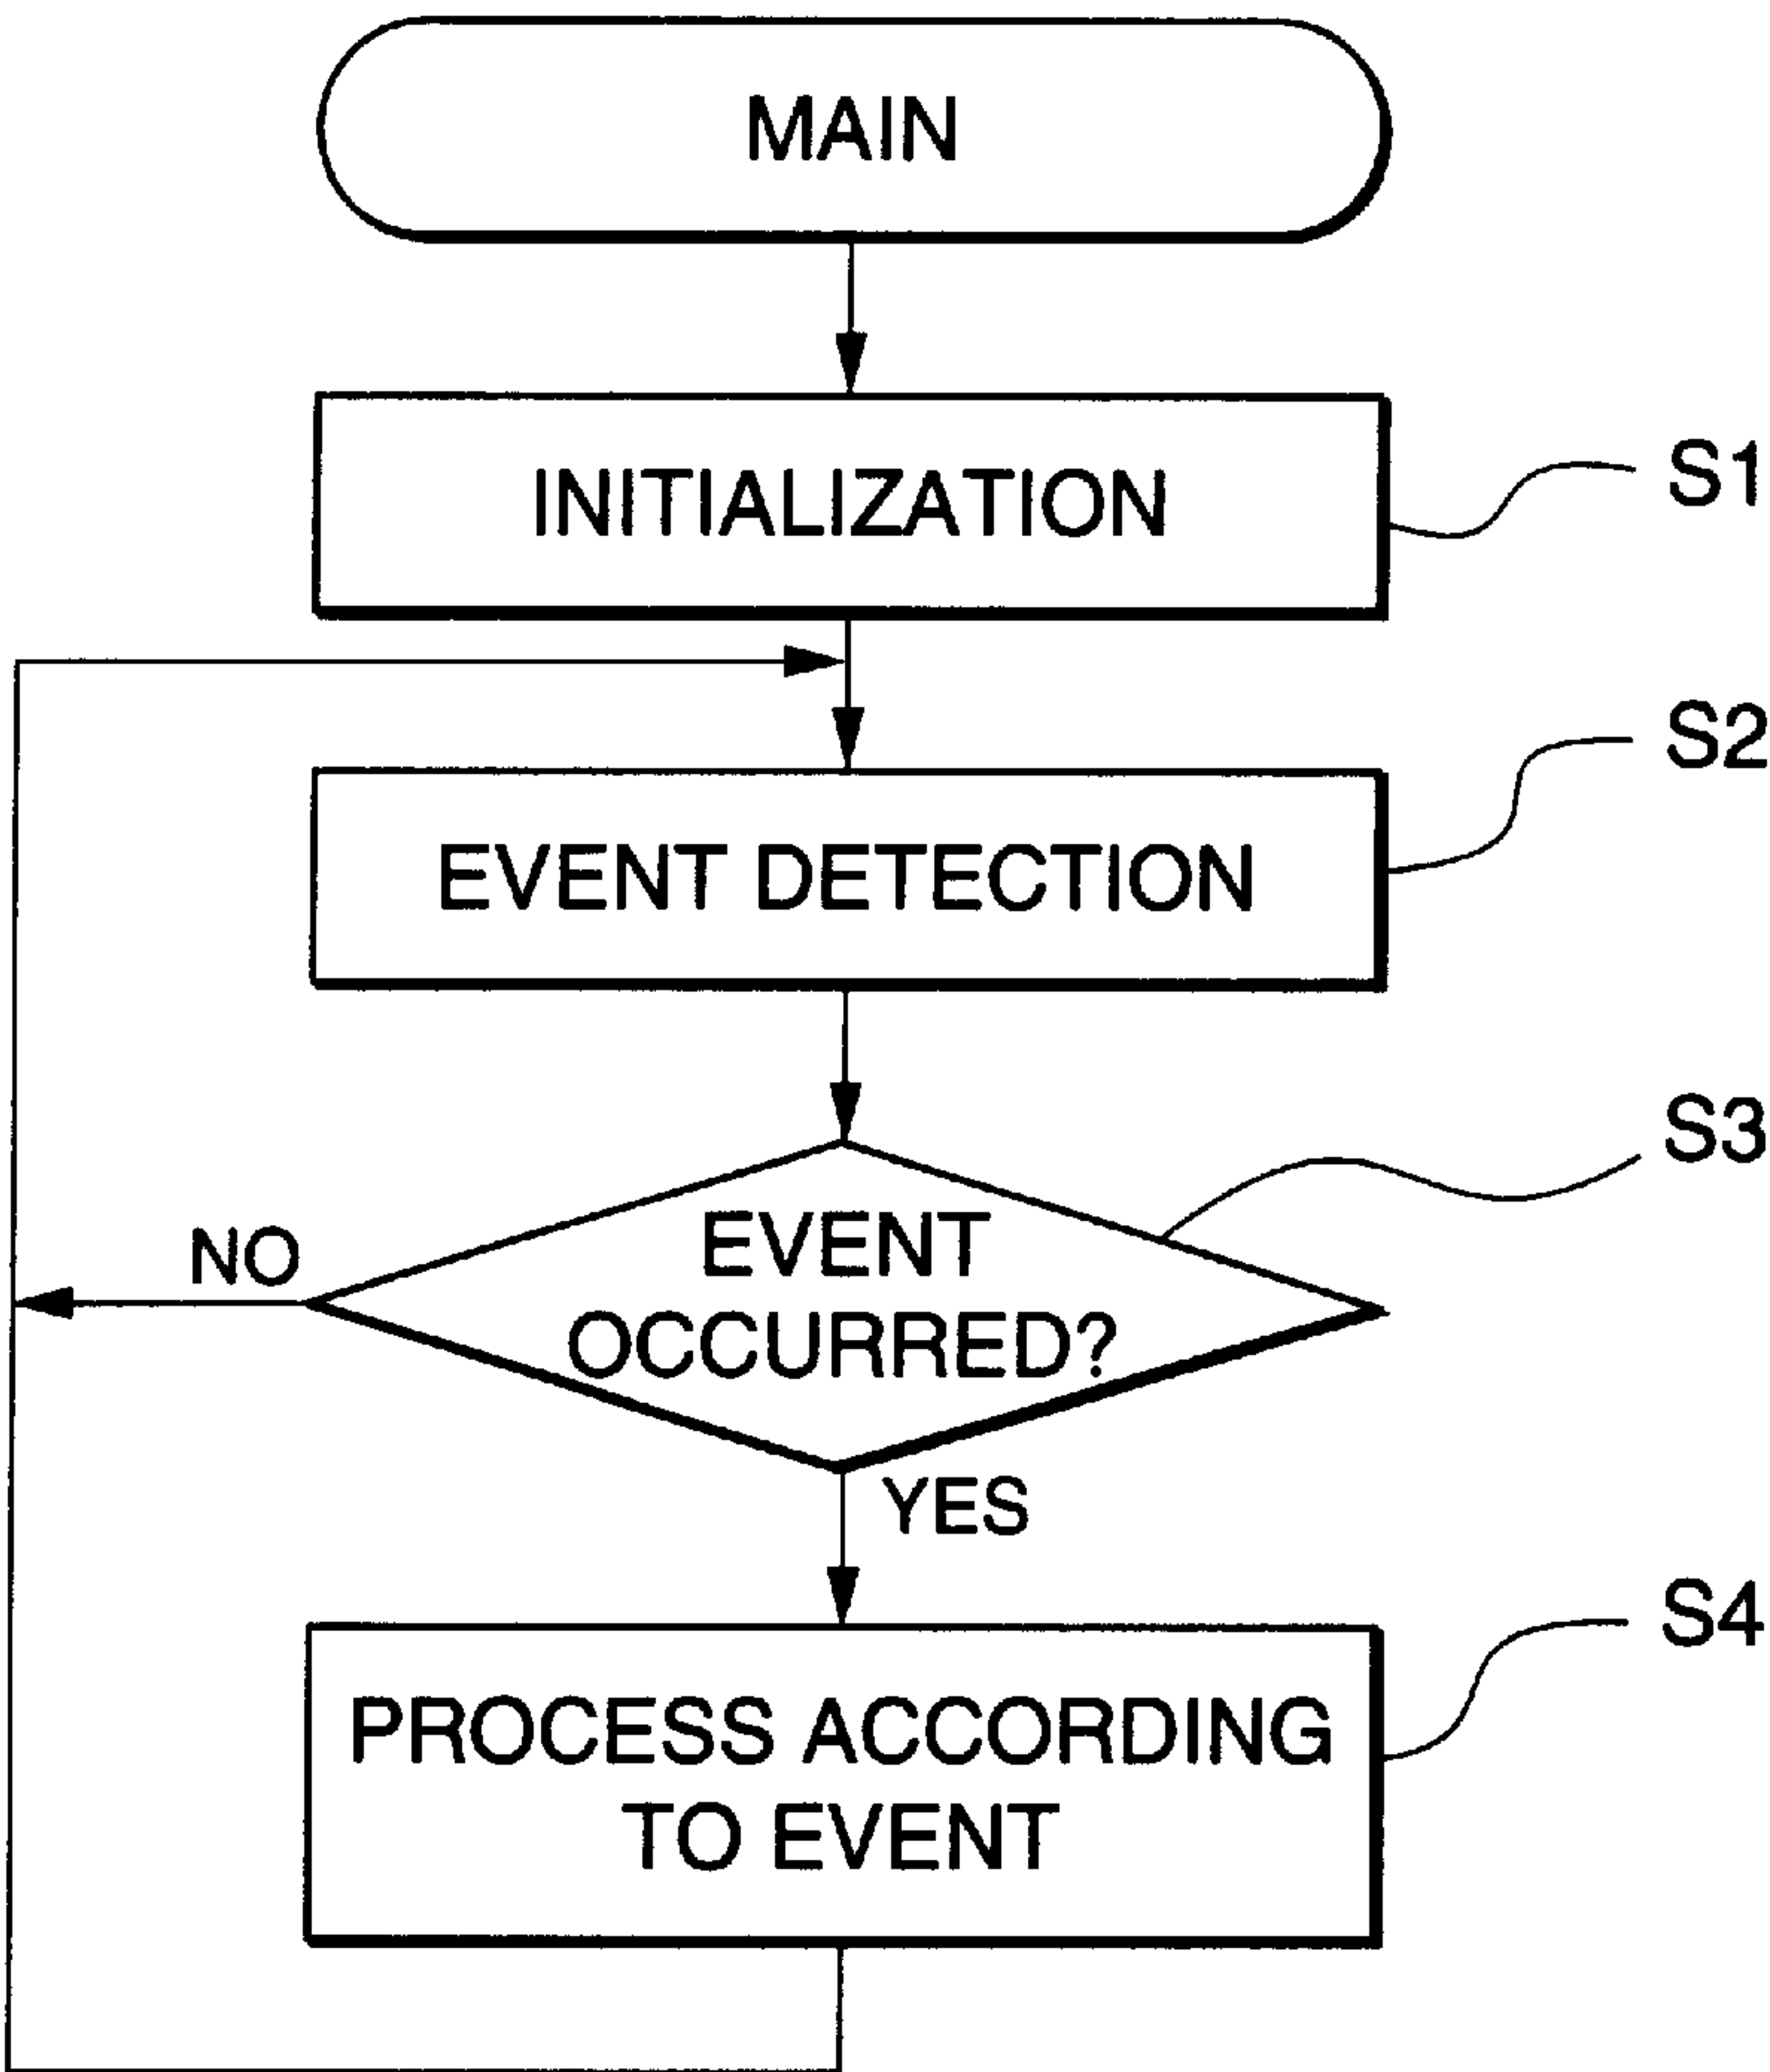 MAIN
INITIALIZATION
S1
EVENT DETECTION
S2
S3
EVENT
OCCURRED?
NO
YES
S4
PROCESS ACCORDING
TO EVENT